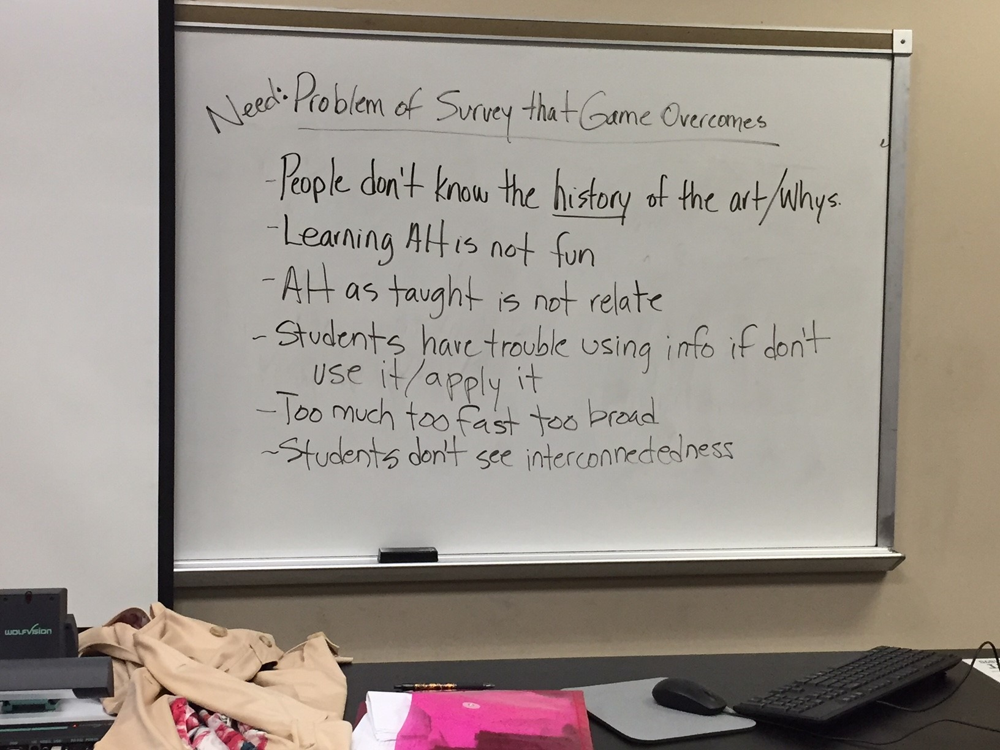 Need: Problem of Survey that Game Overcomes
- People don't know the history of the art/Whys.
- Learning AH is not fun
- AH as taught is not relate
- Students have trouble using info if don't
use it/apply it
- Too much too fast too broad
- Students don't see interconnectedness
WOLFVISION